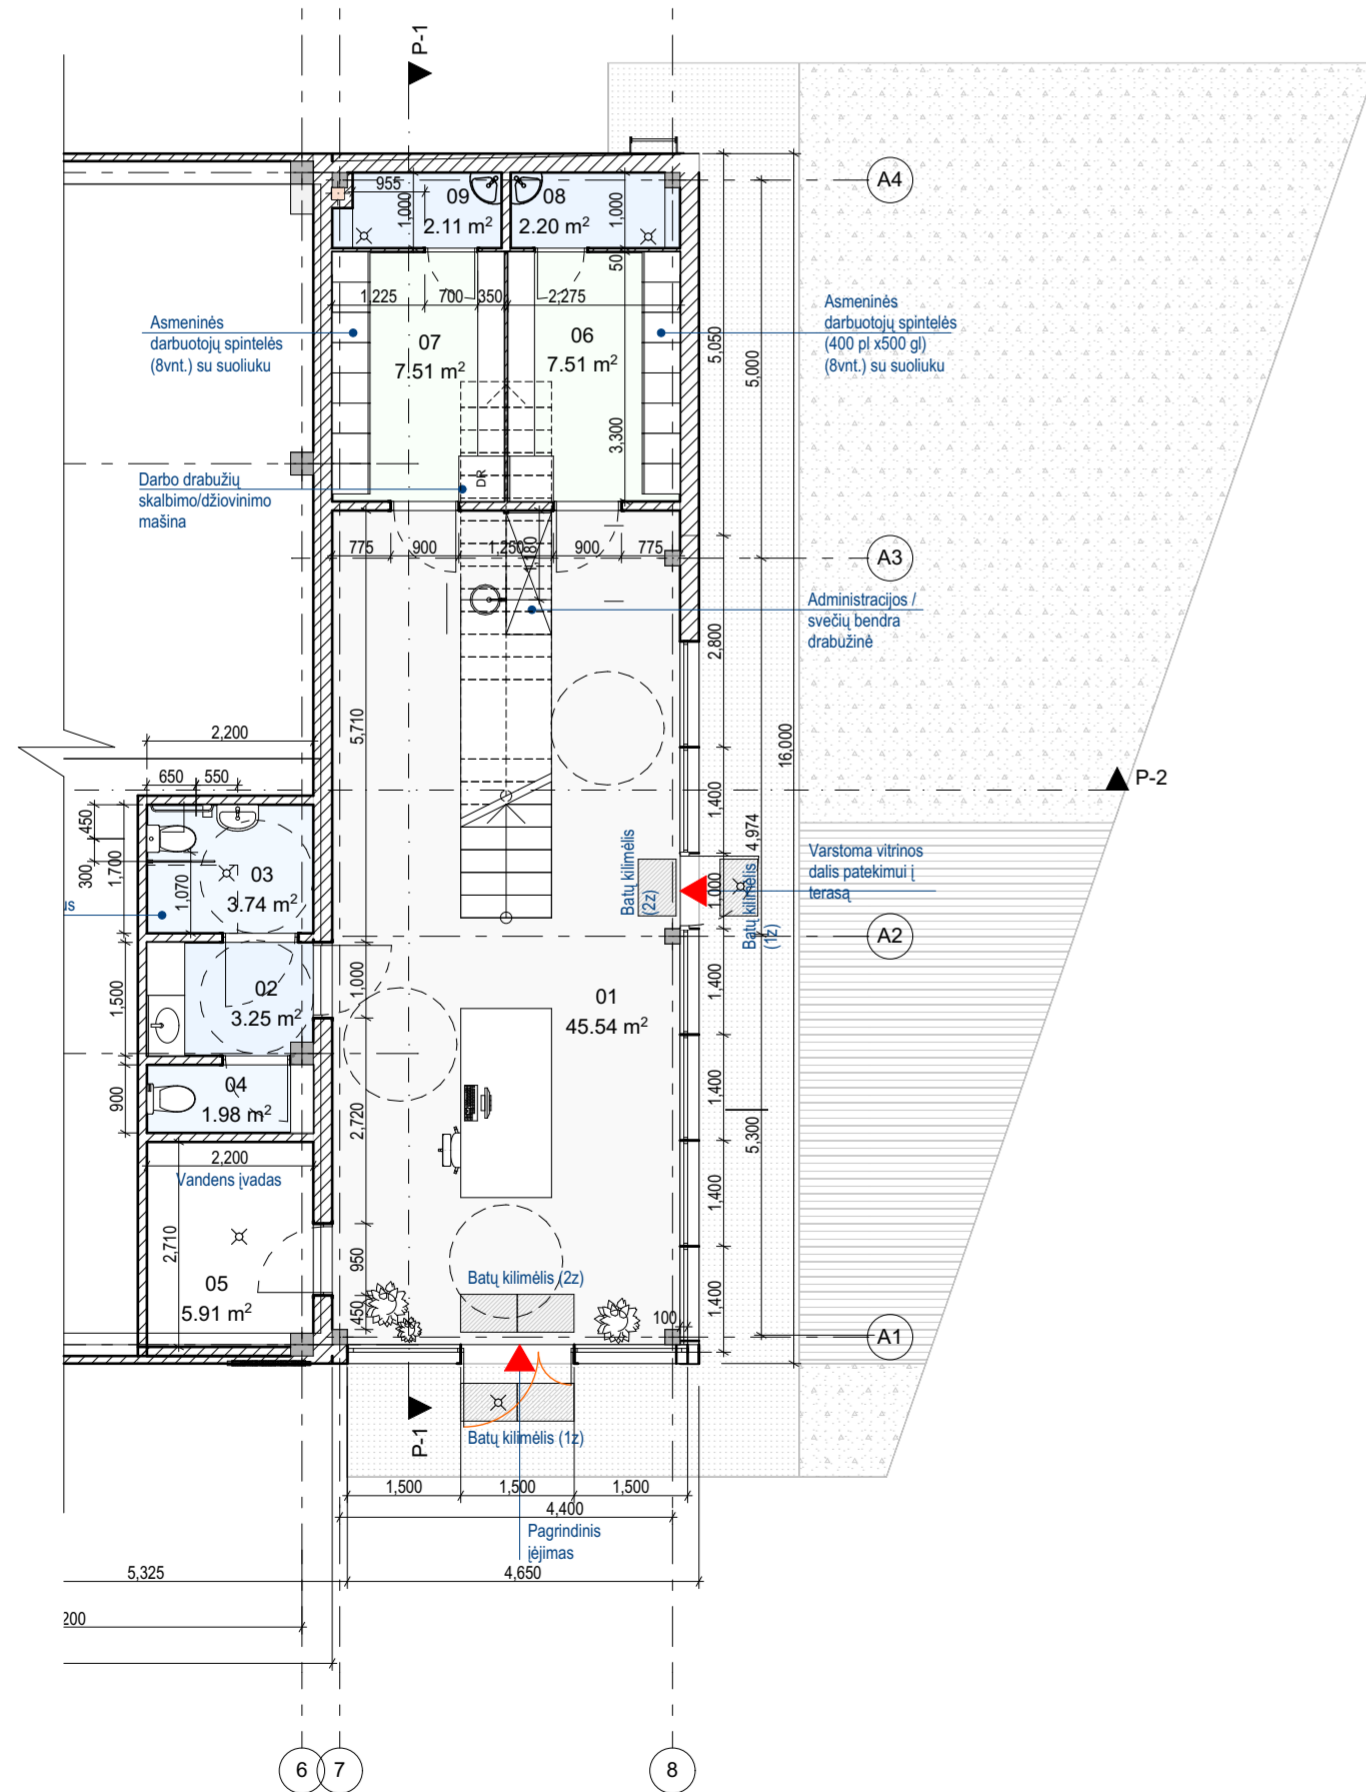 P-1
A4
955
09
2.11 m²
1,000
08
2.20 m²
1,000
50
1,225
700
350
2,275
Asmeninės
darbuotojų spintelės
(8vnt.) su suoliuku
07
7.51 m²
06
7.51 m²
Asmeninės
darbuotojų spintelės
(400 pl x500 gl)
(8vnt.) su suoliuku
5,050
5,000
3,300
Darbo drabužių
skalbimo/džiovinimo
mašina
DR
775
900
1,250
900
775
1,180
A3
Administracijos /
svečių bendra
drabužinė
2,800
5,710
16,000
2,200
650
550
450
300
1,700
1,070
03
3.74 m²
us
P-2
1,400
4,974
Batų kilimėlis
(2z)
1,000
Batų kilimėlis
(1z)
Varstoma vitrinos
dalis patekimui į
terasą
A2
1,500
02
3.25 m²
1,000
01
45.54 m²
1,400
04
1.98 m²
900
2,720
1,400
5,300
2,200
Vandens įvadas
2,710
05
5.91 m²
950
450
1,400
Batų kilimėlis (2z)
100
1,400
A1
P-1
Batų kilimėlis (1z)
1,500
1,500
1,500
4,400
Pagrindinis
įėjimas
5,325
4,650
200
6
7
8